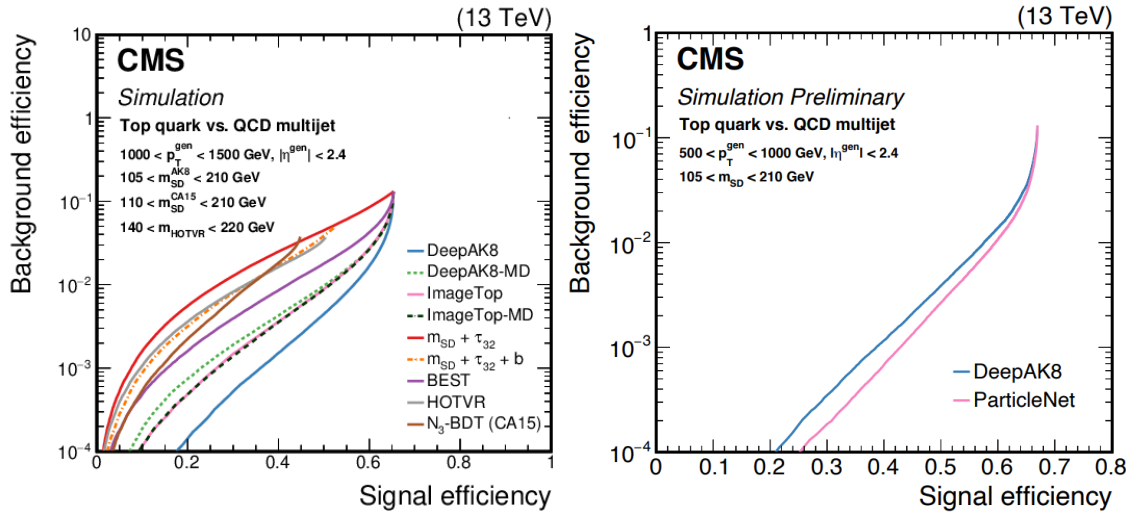 (13 TeV)
CMS
Simulation
Top quark vs. QCD multijet
1000 < p_T^gen < 1500 GeV, |η^gen| < 2.4
105 < m_SD^AK8 < 210 GeV
110 < m_SD^CA15 < 210 GeV
140 < m_HOTVR < 220 GeV
DeepAK8
DeepAK8-MD
ImageTop
ImageTop-MD
m_SD + τ_32
m_SD + τ_32 + b
BEST
HOTVR
N_3-BDT (CA15)
Background efficiency
10
1
10^−1
10^−2
10^−3
10^−4
0 0.2 0.4 0.6 0.8 1
Signal efficiency
(13 TeV)
CMS
Simulation Preliminary
Top quark vs. QCD multijet
500 < p_T^gen < 1000 GeV, |η^gen| < 2.4
105 < m_SD < 210 GeV
DeepAK8
ParticleNet
Background efficiency
1
10^−1
10^−2
10^−3
10^−4
0 0.1 0.2 0.3 0.4 0.5 0.6 0.7 0.8
Signal efficiency